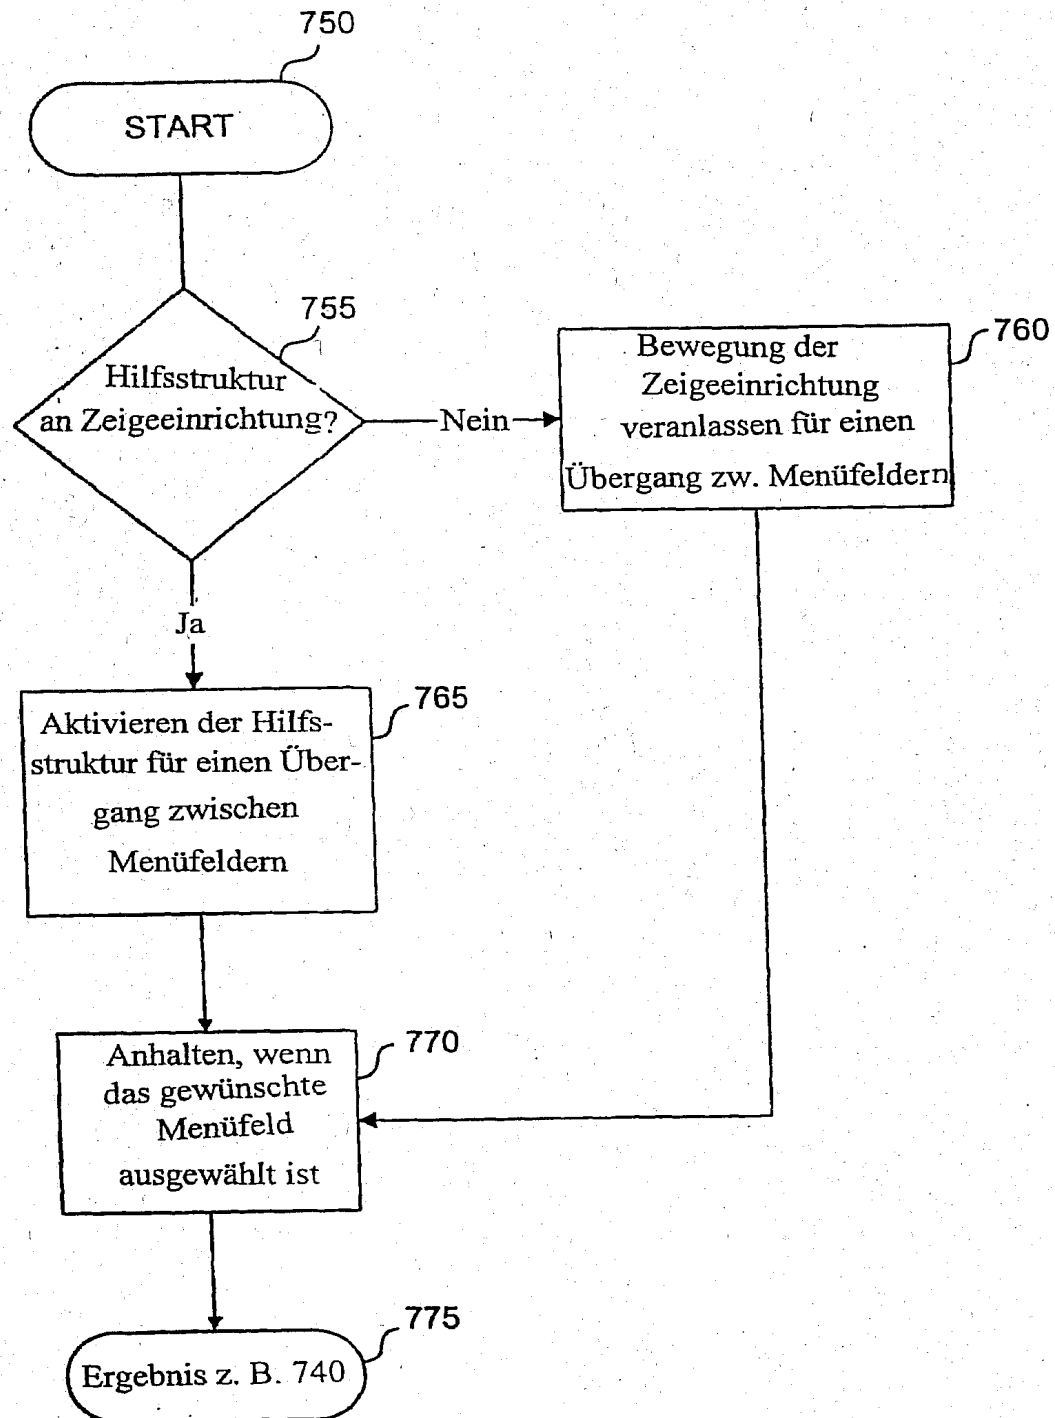 750
START
755
Hilfsstruktur
an Zeigeeinrichtung?
Nein
760
Bewegung der
Zeigeeinrichtung
veranlassen für einen
Übergang zw. Menüfeldern
Ja
765
Aktivieren der Hilfs-
struktur für einen Über-
gang zwischen
Menüfeldern
770
Anhalten, wenn
das gewünschte
Menüfeld
ausgewählt ist
775
Ergebnis z. B. 740